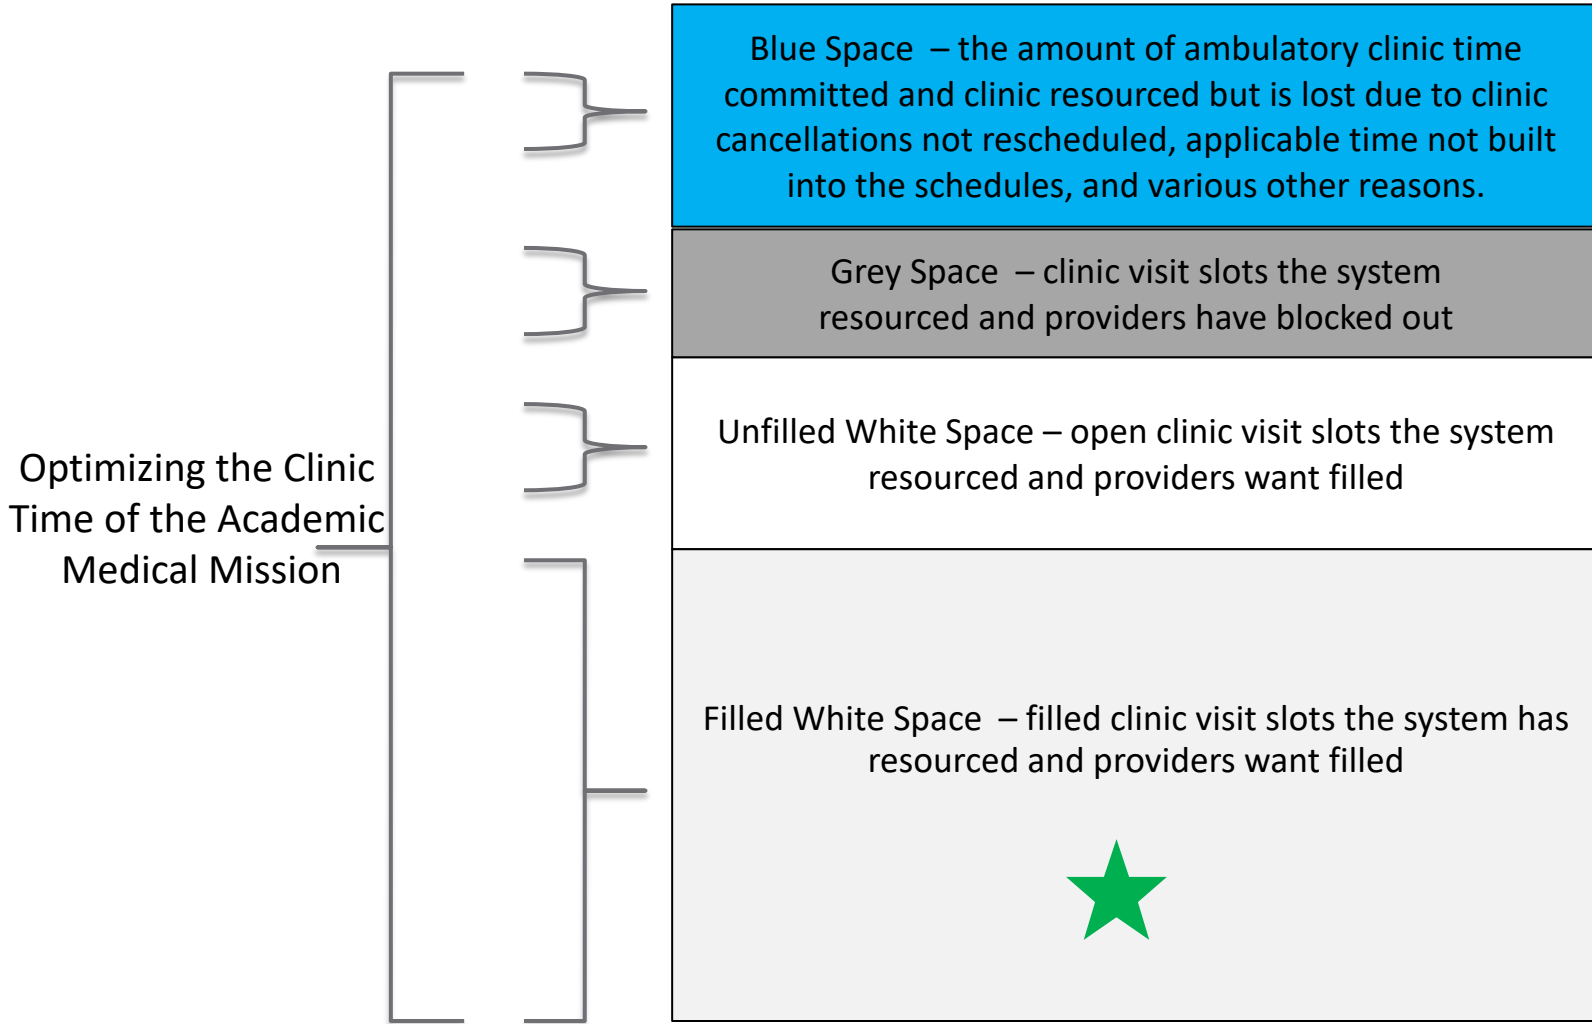 Blue Space – the amount of ambulatory clinic time
committed and clinic resourced but is lost due to clinic
cancellations not rescheduled, applicable time not built
into the schedules, and various other reasons.
Grey Space – clinic visit slots the system
resourced and providers have blocked out
Unfilled White Space – open clinic visit slots the system
resourced and providers want filled
Optimizing the Clinic
Time of the Academic
Medical Mission
Filled White Space – filled clinic visit slots the system has
resourced and providers want filled